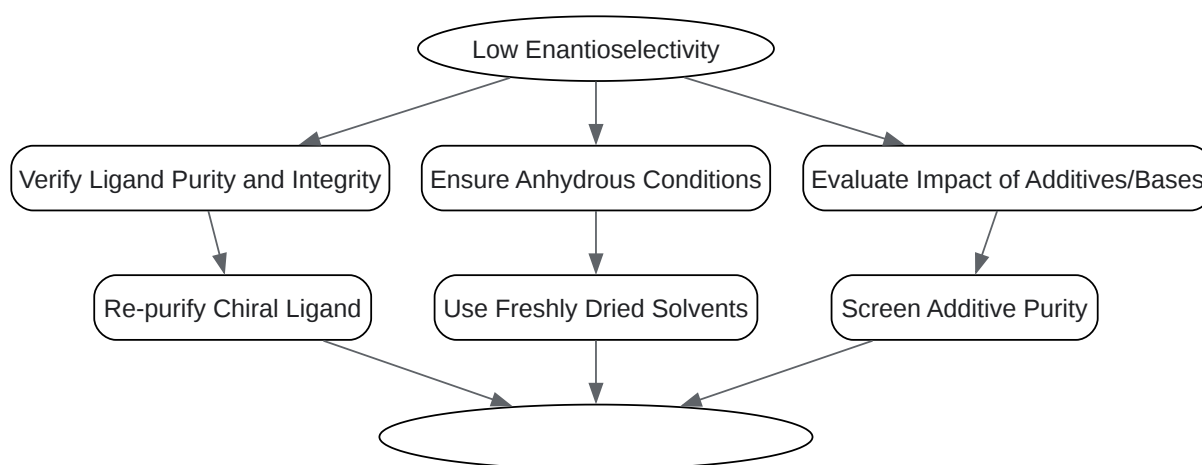 Low Enantioselectivity
Verify Ligand Purity and Integrity
Ensure Anhydrous Conditions
Evaluate Impact of Additives/Bases
Re-purify Chiral Ligand
Use Freshly Dried Solvents
Screen Additive Purity